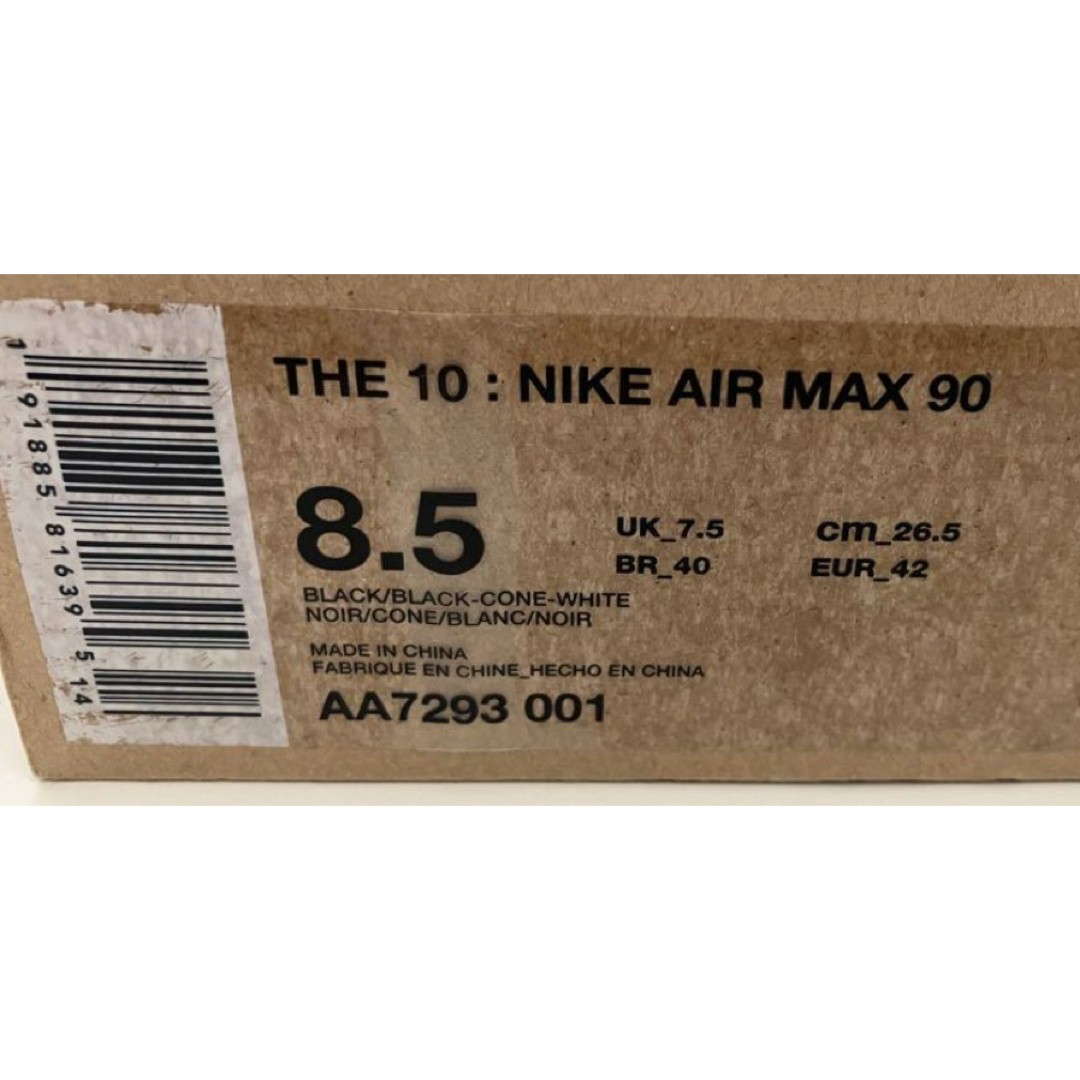 THE 10 : NIKE AIR MAX 90
8.5
UK_7.5
cm_26.5
BR_40
EUR_42
BLACK/BLACK-CONE-WHITE
NOIR/CONE/BLANC/NOIR
MADE IN CHINA
FABRIQUE EN CHINE_HECHO EN CHINA
AA7293 001
1 91885 81639 5 14